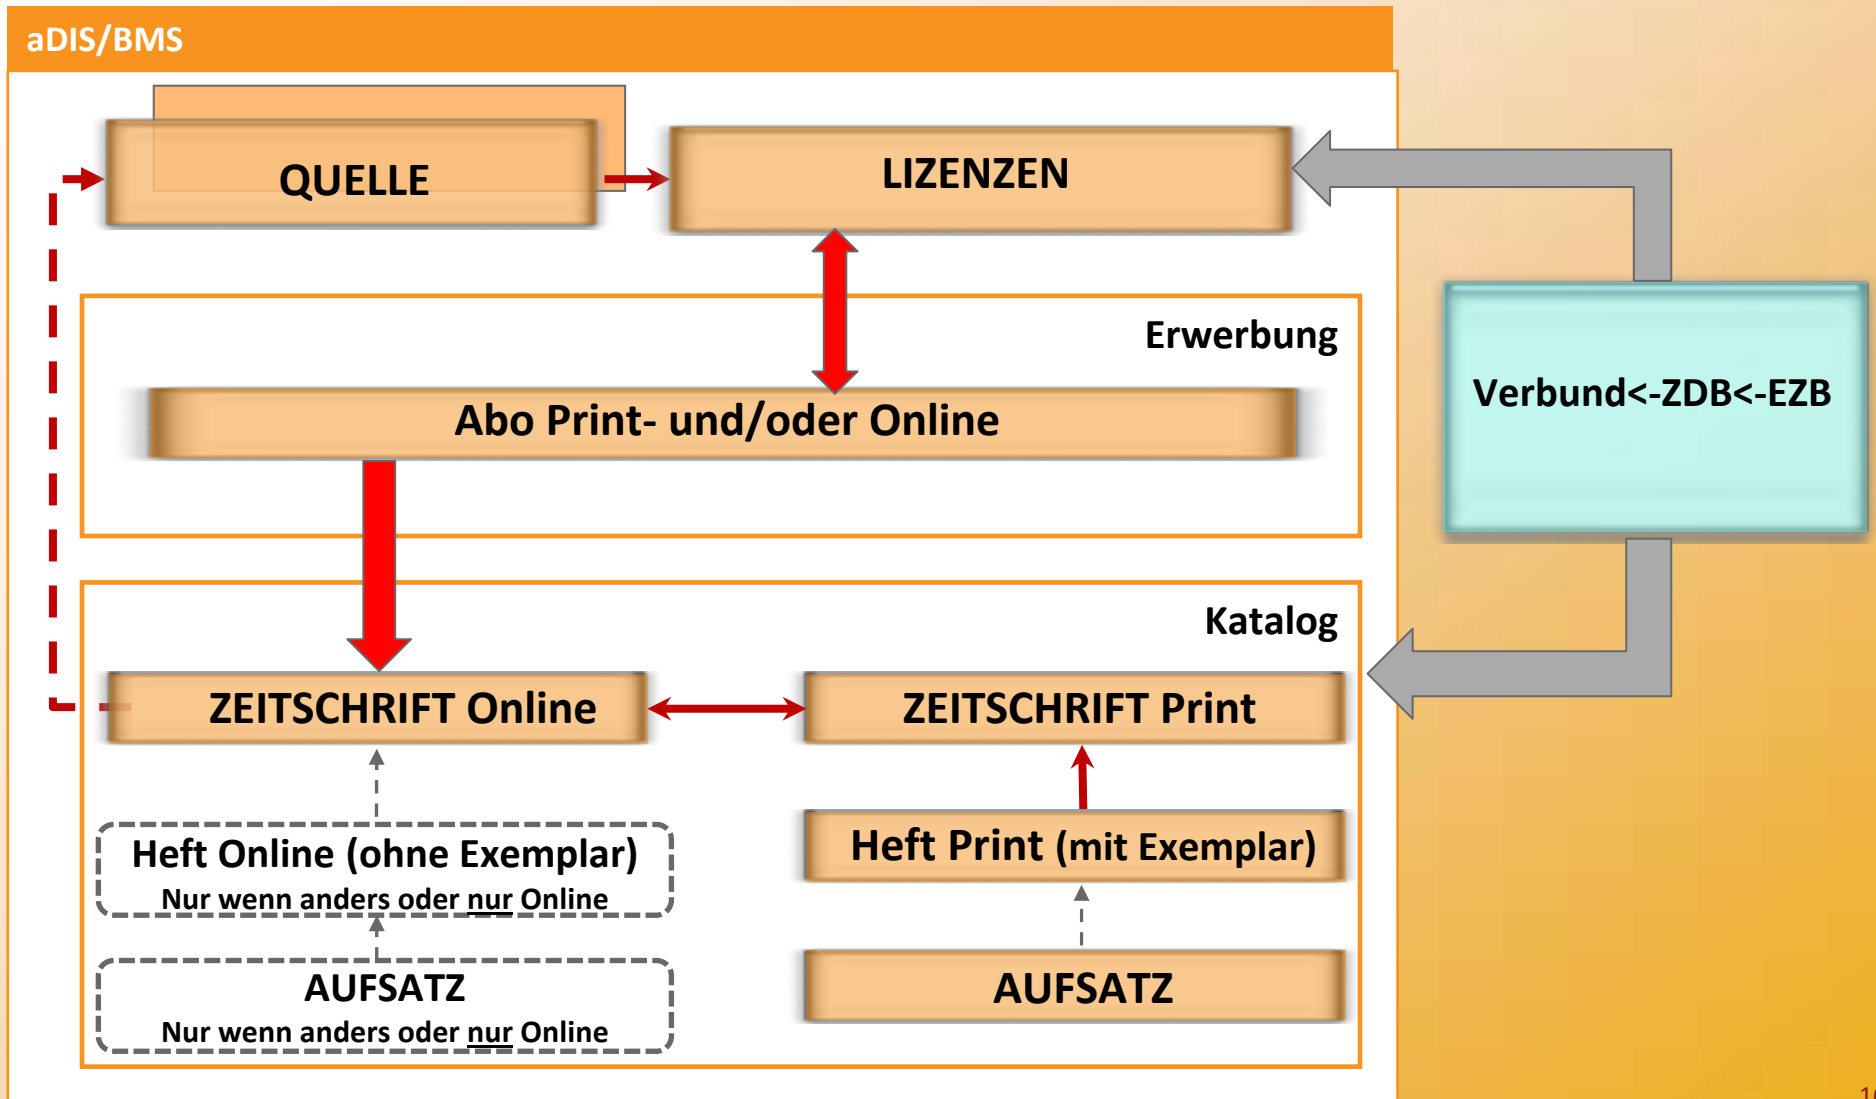 aDIS/BMS
QUELLE
LIZENZEN
Erwerbung
Abo Print- und/oder Online
Verbund<-ZDB<-EZB
Katalog
ZEITSCHRIFT Online
ZEITSCHRIFT Print
Heft Online (ohne Exemplar)
Nur wenn anders oder nur Online
Heft Print (mit Exemplar)
AUFSATZ
Nur wenn anders oder nur Online
AUFSATZ